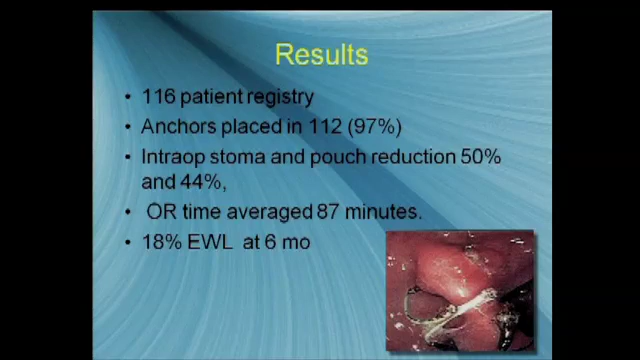 Results
• 116 patient registry
• Anchors placed in 112 (97%)
• Intraop stoma and pouch reduction 50%
and 44%,
• OR time averaged 87 minutes.
• 18% EWL at 6 mo